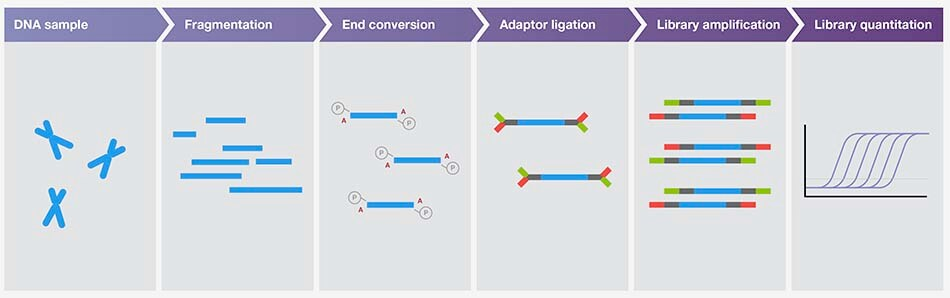 DNA sample
Fragmentation
End conversion
Adaptor ligation
Library amplification
Library quantitation
P
A
A
P
P
A
A
P
P
A
A
P